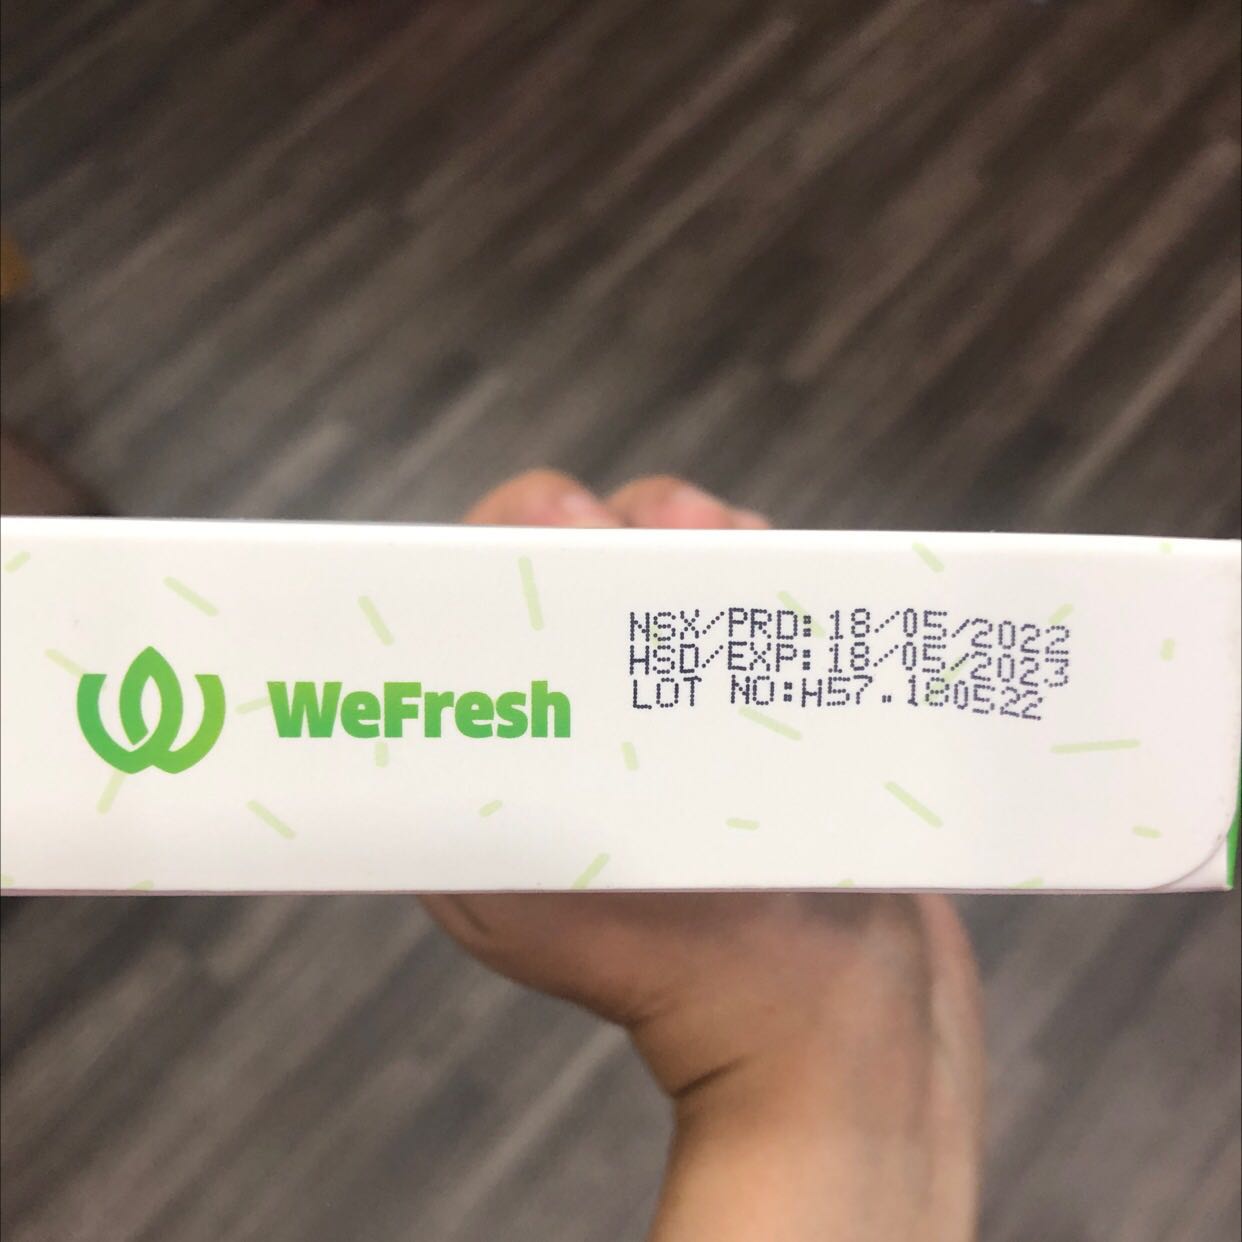 WeFresh
NSX/PRD:18/05/2022
HSD/EXP:18/05/2023
LOT NO:H57.180522